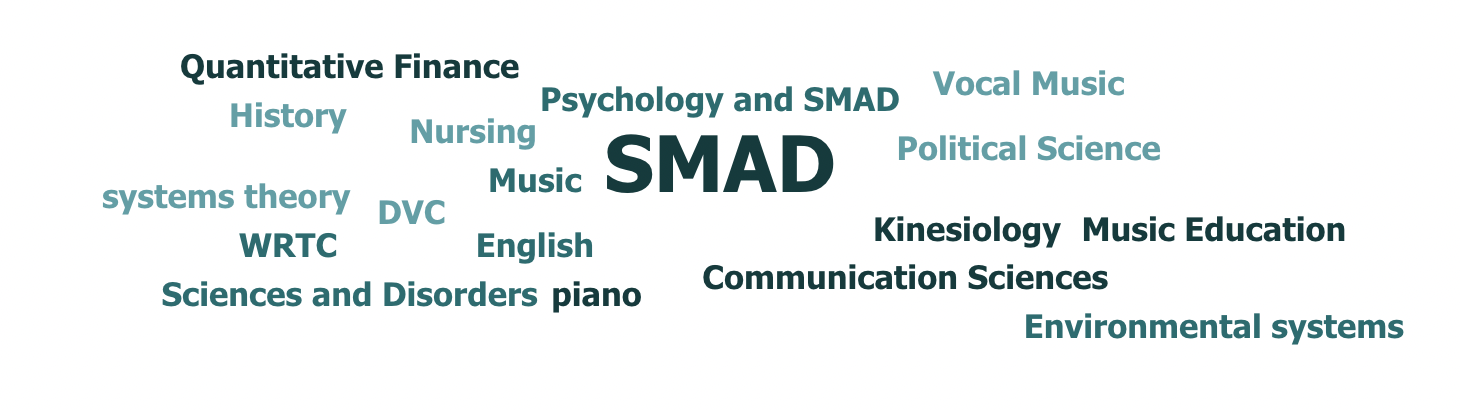 Quantitative Finance
Vocal Music
Psychology and SMAD
History
Nursing
Political Science
SMAD
Music
systems theory
DVC
Kinesiology
Music Education
WRTC
English
Communication Sciences
Sciences and Disorders
piano
Environmental systems